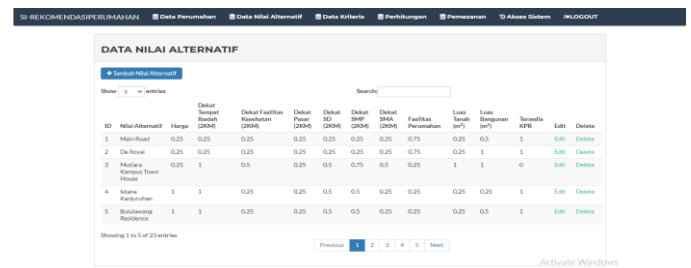 SI-REKOMENDASIPERUMAHAN Data Perumahan Data Nilai Alternatif Data Kriteria Perhitungan Pemesanan Akses Sistem LOGOUT
DATA NILAI ALTERNATIF
+ Tambah Nilai Alternatif
Show 5 entries Search:
ID Nilai Alternatif Harga Dekat Tempat Ibadah (2KM) Dekat Fasilitas Kesehatan (2KM) Dekat Pasar (2KM) Dekat SD (2KM) Dekat SMP (2KM) Dekat SMA (2KM) Fasilitas Perumahan Luas Tanah (m²) Luas Bangunan (m²) Tersedia KPR Edit Delete
1 Main Road 0.25 0.25 0.25 0.25 0.25 0.25 0.25 0.75 0.25 0.5 1 Edit Delete
2 De Royal 0.25 0.25 0.25 0.25 0.25 0.25 0.25 0.75 0.25 1 1 Edit Delete
3 Mutiara Kampus Town House 0.25 1 0.5 0.25 0.5 0.75 0.5 0.25 1 1 0 Edit Delete
4 Istana Kanjuruhan 1 1 0.25 0.25 0.5 0.5 0.25 0.25 0.25 0.25 1 Edit Delete
5 Bululawang Residence 1 1 0.25 0.25 0.5 0.5 0.25 0.25 0.25 0.5 1 Edit Delete
Showing 1 to 5 of 23 entries
Previous 1 2 3 4 5 Next
Activate Windows